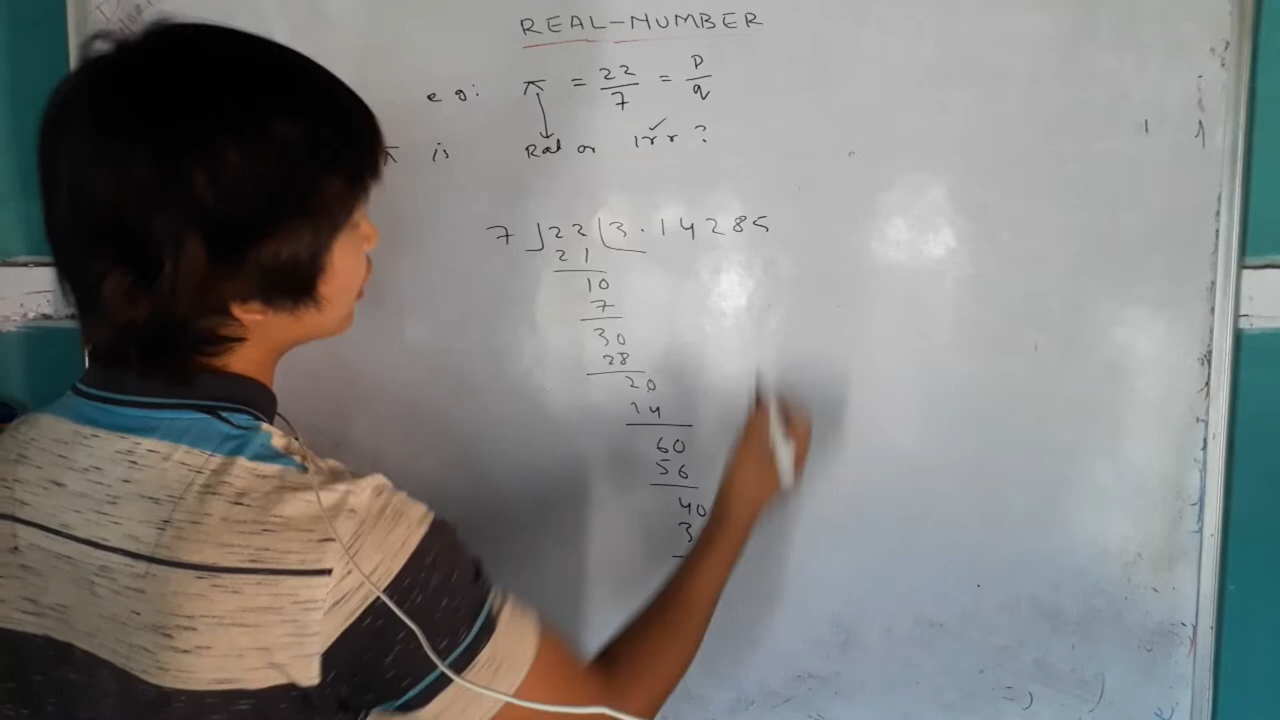 REAL-NUMBER
eg: π = 22/7 = p/q
π is Rat or Irr?
7 ) 22 ( 3.14285
21
10
7
30
28
20
14
60
56
40
3